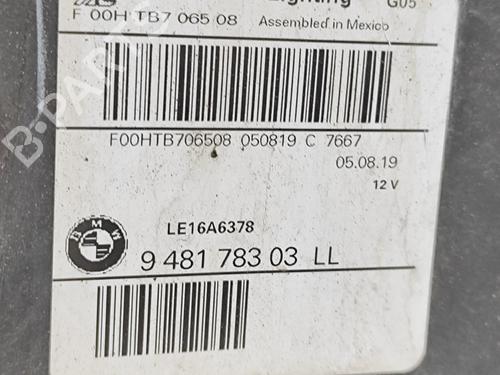 Lighting G05
F 00H TB7 065 08 Assembled in Mexico
F00HTB706508 050819 C 7667
05.08.19
12 V
LE16A6378
BMW
9 481 783 03 LL
B-PARTS